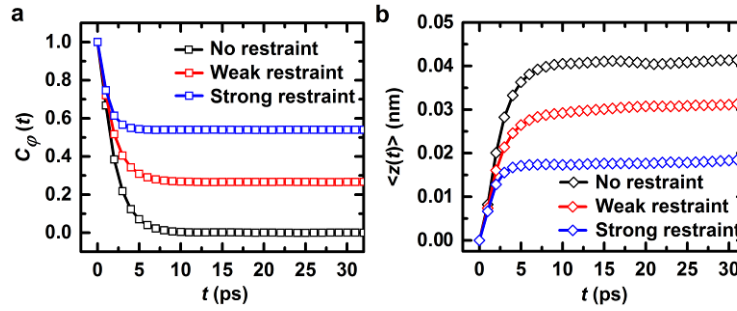 a
1.0
0.8
0.6
0.4
0.2
0.0
Cφ(t)
No restraint
Weak restraint
Strong restraint
0 5 10 15 20 25 30
t (ps)
b
0.05
0.04
0.03
0.02
0.01
0.00
<z(t)> (nm)
No restraint
Weak restraint
Strong restraint
0 5 10 15 20 25 30
t (ps)